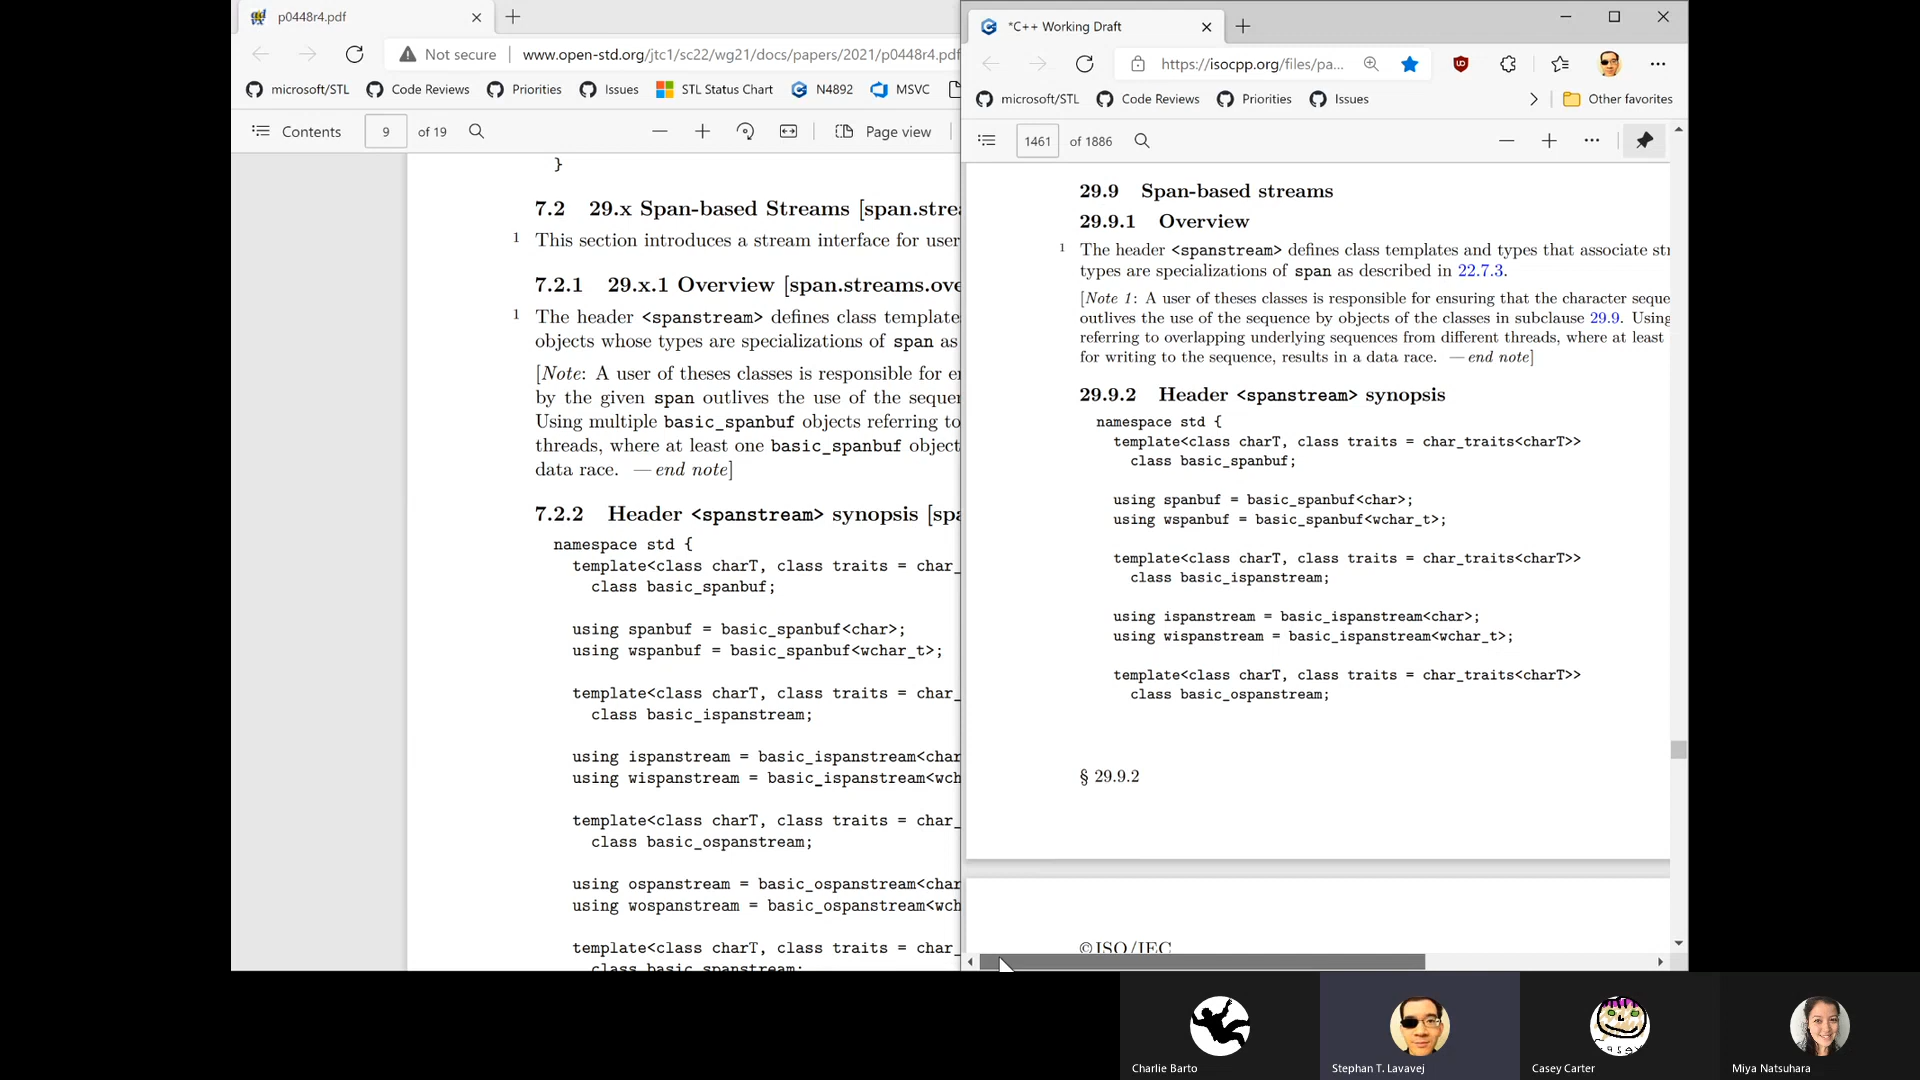 p0448r4.pdf
Not secure | www.open-std.org/jtc1/sc22/wg21/docs/papers/2021/p0448r4.pdf
microsoft/STL Code Reviews Priorities Issues STL Status Chart N4892 MSVC
Contents 9 of 19 Page view
}
7.2 29.x Span-based Streams [span.strea
1 This section introduces a stream interface for user
7.2.1 29.x.1 Overview [span.streams.ove
1 The header <spanstream> defines class templates
objects whose types are specializations of span as
[Note: A user of theses classes is responsible for e
by the given span outlives the use of the sequen
Using multiple basic_spanbuf objects referring to
threads, where at least one basic_spanbuf object
data race. —end note]
7.2.2 Header <spanstream> synopsis [spa
namespace std {
template<class charT, class traits = char_
class basic_spanbuf;
using spanbuf = basic_spanbuf<char>;
using wspanbuf = basic_spanbuf<wchar_t>;
template<class charT, class traits = char_
class basic_ispanstream;
using ispanstream = basic_ispanstream<char
using wispanstream = basic_ispanstream<wch
template<class charT, class traits = char_
class basic_ospanstream;
using ospanstream = basic_ospanstream<char
using wospanstream = basic_ospanstream<wch
template<class charT, class traits = char_
class basic_spanstream;
*C++ Working Draft
https://isocpp.org/files/pa...
microsoft/STL Code Reviews Priorities Issues Other favorites
1461 of 1886
29.9 Span-based streams
29.9.1 Overview
1 The header <spanstream> defines class templates and types that associate str
types are specializations of span as described in 22.7.3.
[Note 1: A user of theses classes is responsible for ensuring that the character seque
outlives the use of the sequence by objects of the classes in subclause 29.9. Using
referring to overlapping underlying sequences from different threads, where at least
for writing to the sequence, results in a data race. —end note]
29.9.2 Header <spanstream> synopsis
namespace std {
template<class charT, class traits = char_traits<charT>>
class basic_spanbuf;
using spanbuf = basic_spanbuf<char>;
using wspanbuf = basic_spanbuf<wchar_t>;
template<class charT, class traits = char_traits<charT>>
class basic_ispanstream;
using ispanstream = basic_ispanstream<char>;
using wispanstream = basic_ispanstream<wchar_t>;
template<class charT, class traits = char_traits<charT>>
class basic_ospanstream;
§ 29.9.2
©ISO/IEC
Charlie Barto
Stephan T. Lavavej
Casey Carter
Miya Natsuhara